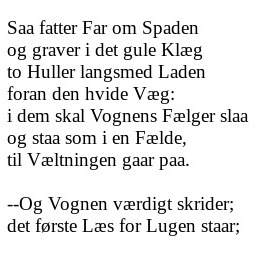 Saa fatter Far om Spaden
og graver i det gule Klæg
to Huller langsmed Laden
foran den hvide Væg:
i dem skal Vognens Fælger slaa
og staa som i en Fælde,
til Væltningen gaar paa.

--Og Vognen værdigt skrider;
det første Læs for Lugen staar;